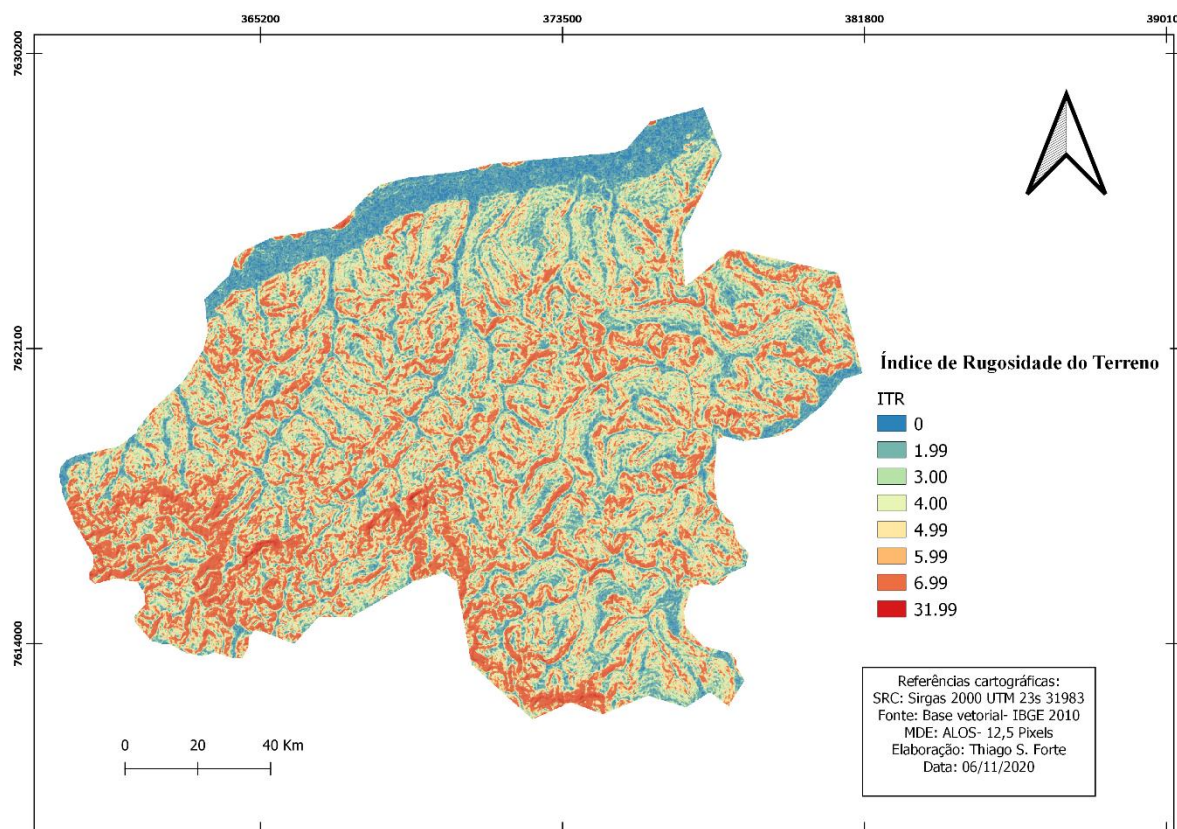 365200
373500
381800
39010
7630200
7622100
7614000
Índice de Rugosidade do Terreno
ITR
0
1.99
3.00
4.00
4.99
5.99
6.99
31.99
0 20 40 Km
Referências cartográficas:
SRC: Sirgas 2000 UTM 23s 31983
Fonte: Base vetorial- IBGE 2010
MDE: ALOS- 12,5 Pixels
Elaboração: Thiago S. Forte
Data: 06/11/2020